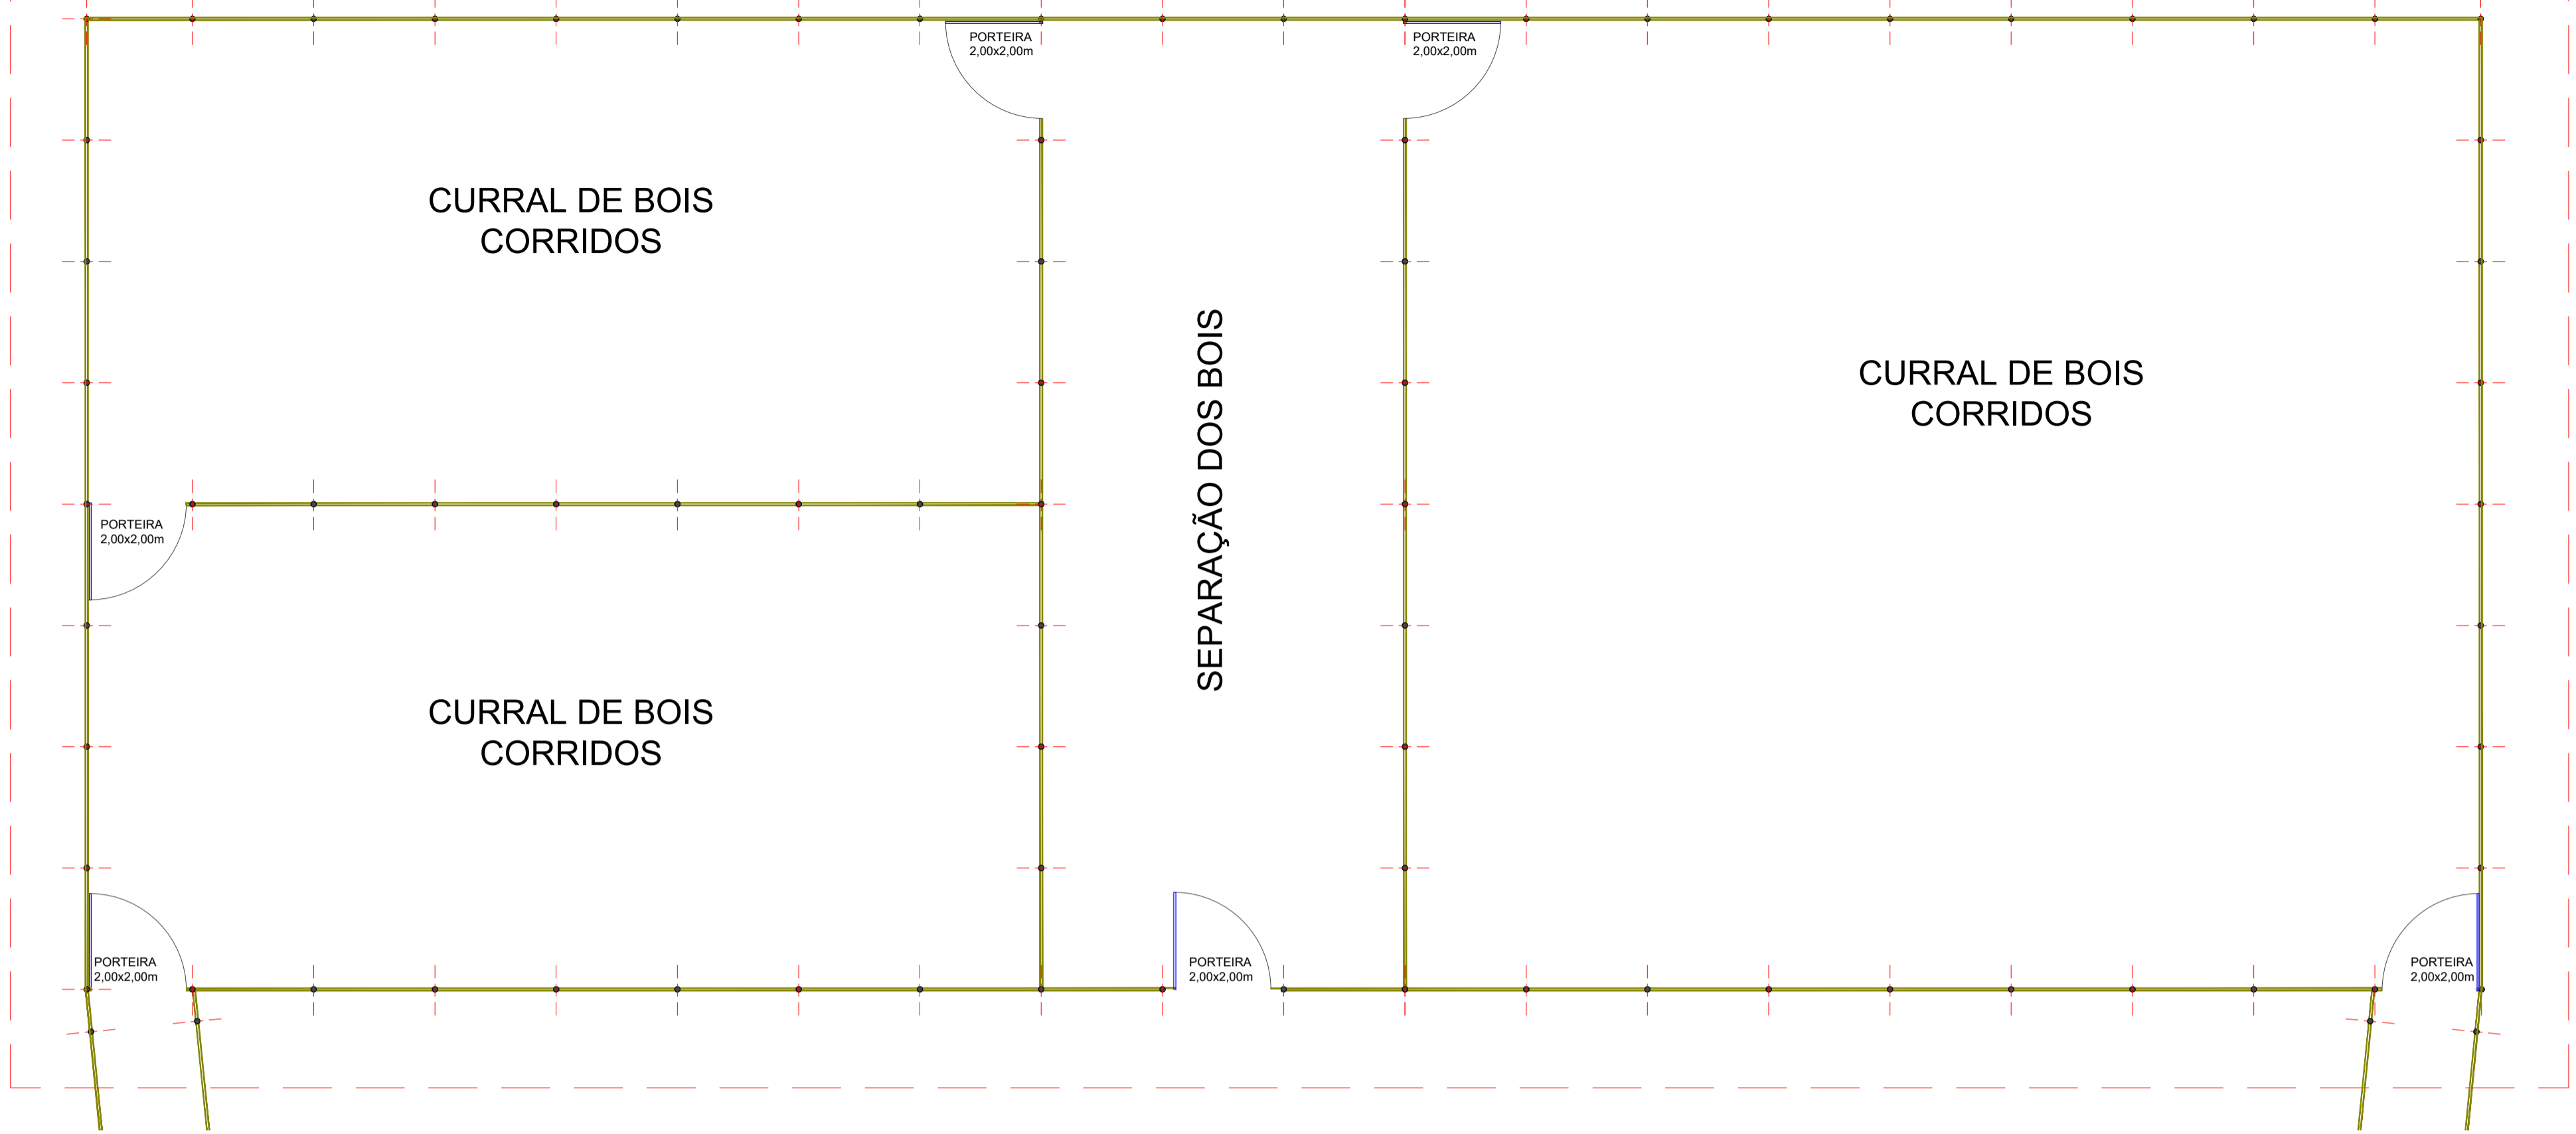 PORTEIRA
2,00x2,00m
PORTEIRA
2,00x2,00m
CURRAL DE BOIS
CORRIDOS
SEPARAÇÃO DOS BOIS
CURRAL DE BOIS
CORRIDOS
PORTEIRA
2,00x2,00m
CURRAL DE BOIS
CORRIDOS
PORTEIRA
2,00x2,00m
PORTEIRA
2,00x2,00m
PORTEIRA
2,00x2,00m